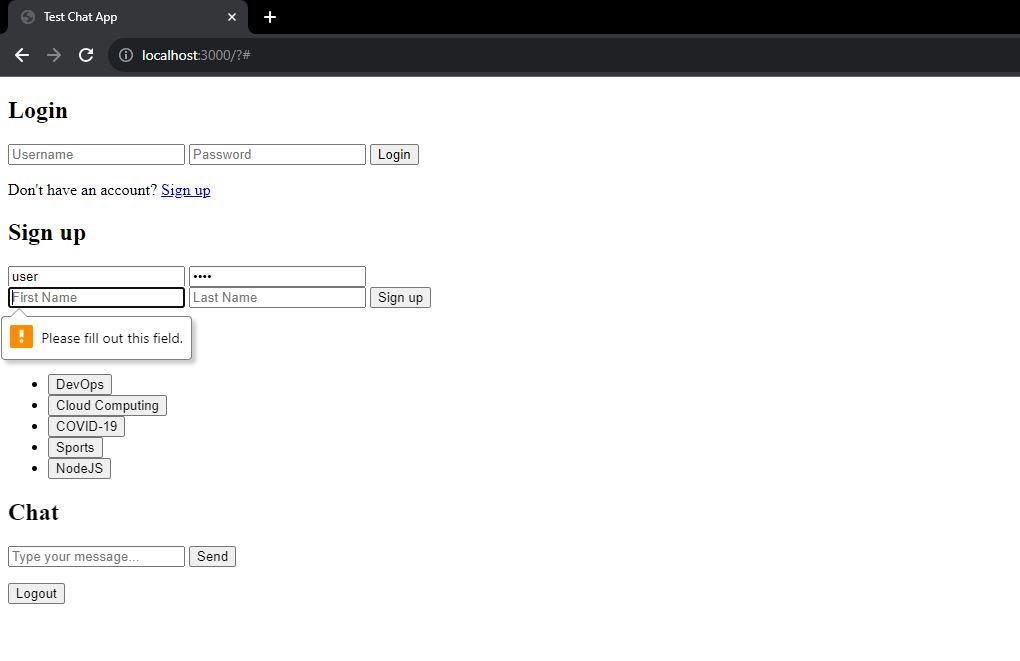 Test Chat App
localhost:3000/?#
Login
Username Password Login
Don't have an account? Sign up
Sign up
user ••••
First Name Last Name Sign up
Please fill out this field.
DevOps
Cloud Computing
COVID-19
Sports
NodeJS
Chat
Type your message... Send
Logout